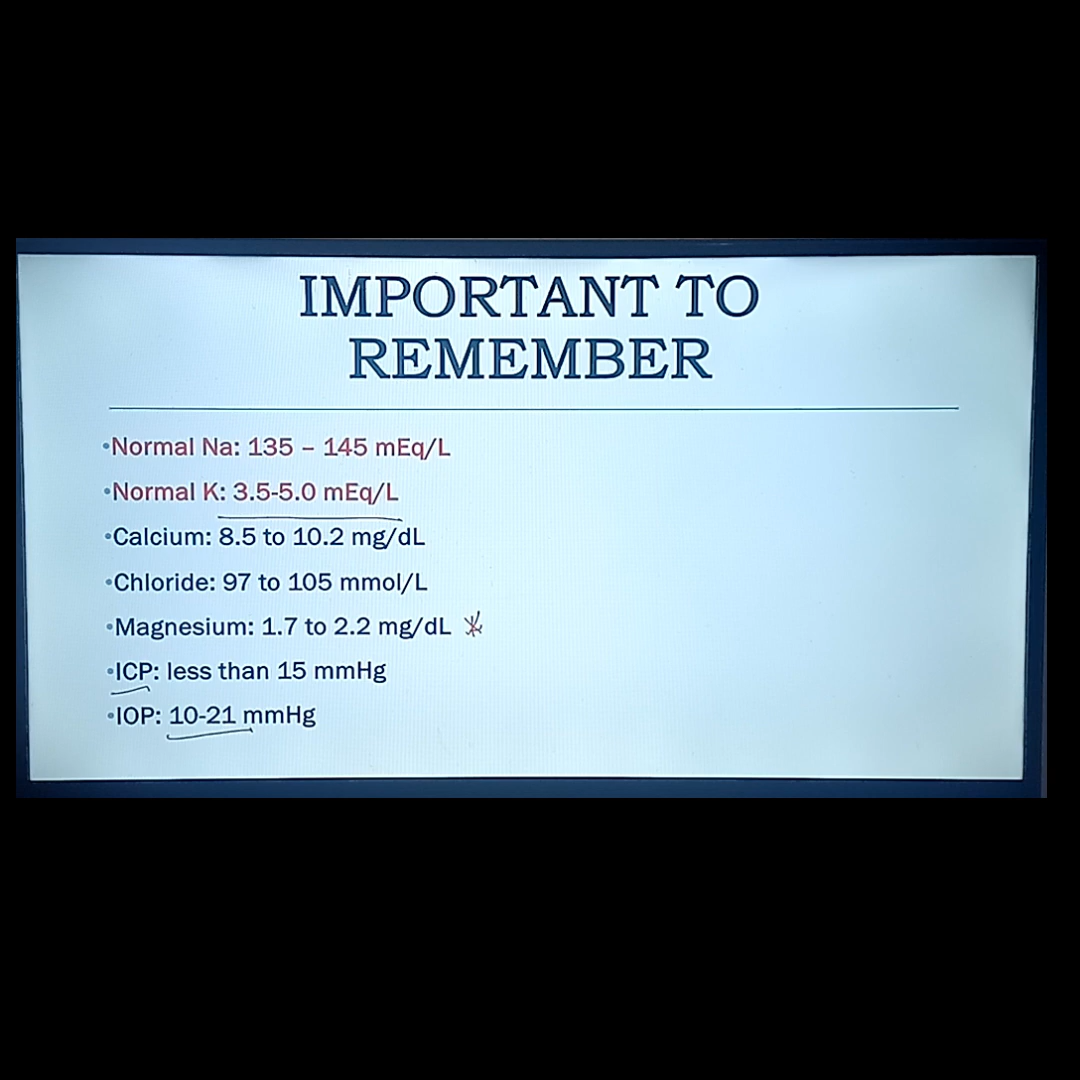 IMPORTANT TO
REMEMBER
•Normal Na: 135 – 145 mEq/L
•Normal K: 3.5-5.0 mEq/L
•Calcium: 8.5 to 10.2 mg/dL
•Chloride: 97 to 105 mmol/L
•Magnesium: 1.7 to 2.2 mg/dL
•ICP: less than 15 mmHg
•IOP: 10-21 mmHg